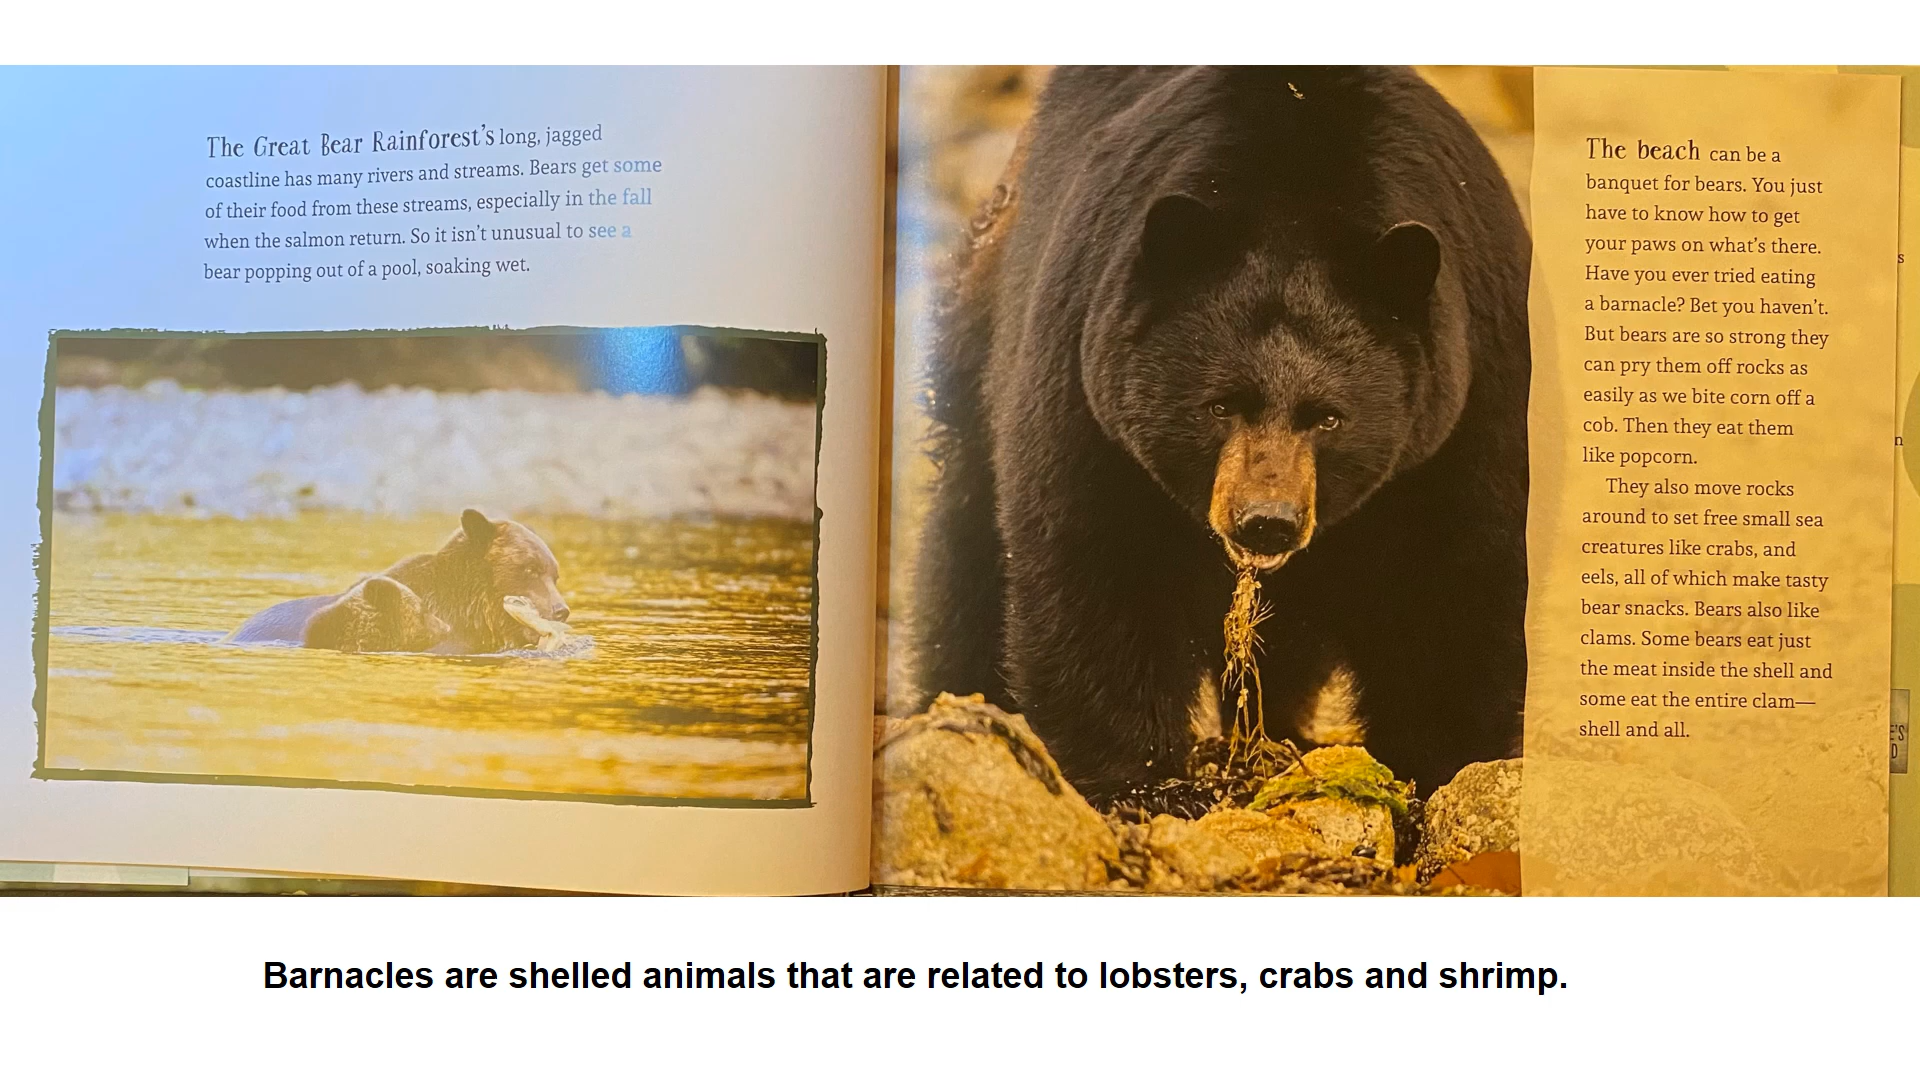 The Great Bear Rainforest's long, jagged
coastline has many rivers and streams. Bears get some
of their food from these streams, especially in the fall
when the salmon return. So it isn't unusual to see a
bear popping out of a pool, soaking wet.
The beach can be a
banquet for bears. You just
have to know how to get
your paws on what's there.
Have you ever tried eating
a barnacle? Bet you haven't.
But bears are so strong they
can pry them off rocks as
easily as we bite corn off a
cob. Then they eat them
like popcorn.
They also move rocks
around to set free small sea
creatures like crabs, and
eels, all of which make tasty
bear snacks. Bears also like
clams. Some bears eat just
the meat inside the shell and
some eat the entire clam—
shell and all.
Barnacles are shelled animals that are related to lobsters, crabs and shrimp.